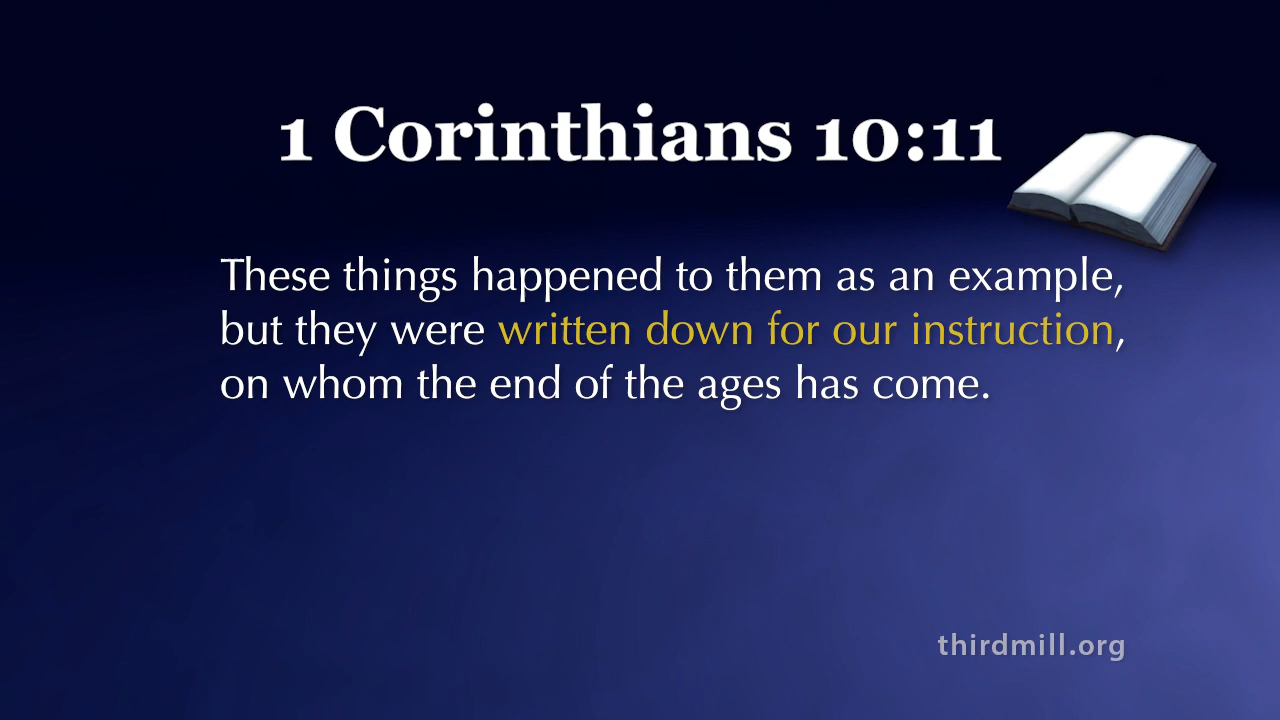 1 Corinthians 10:11
These things happened to them as an example,
but they were written down for our instruction,
on whom the end of the ages has come.
thirdmill.org